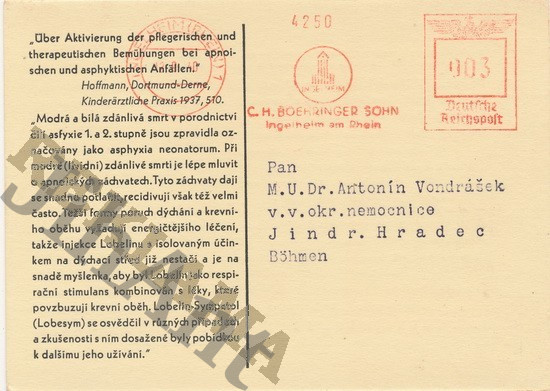 „Über Aktivierung der pflegerischen und
therapeutischen Bemühungen bei apnoi-
schen und asphyktischen Anfällen.“
Hoffmann, Dortmund-Derne,
Kinderärztliche Praxis 1937, 510.
„Modrá a bílá zdánlivá smrt v porodnictví
čili asfyxie 1. a 2. stupně jsou zpravidla oz-
načovány jako asphyxia neonatorum. Při
modré (lividní) zdánlivé smrti je lépe mluvit
o apnoických záchvatech. Tyto záchvaty dají
se snadno potlačit, recidivují však též velmi
často. Těžší formy poruch dýchání a krevní-
ho oběhu vyžadují energičtějšího léčení,
takže injekce Lobelinu s isolovaným účin-
kem na dýchací střed již nestačí a je na
snadě myšlenka, aby byl Lobelin jako respi-
rační stimulans kombinován s léky, které
povzbuzují krevní oběh. Lobelin-Sympatol
(Lobesym) se osvědčil v různých případech
a zkušenosti s ním dosažené byly pobídkou
k dalšímu jeho užívání.“
4250
C. H. BOEHRINGER SOHN
Ingelheim am Rhein
003
Deutsche
Reichspost
Pan
M.U.Dr.Antonín Vondrášek
v.v.okr.nemocnice
Jindr. Hradec
Böhmen